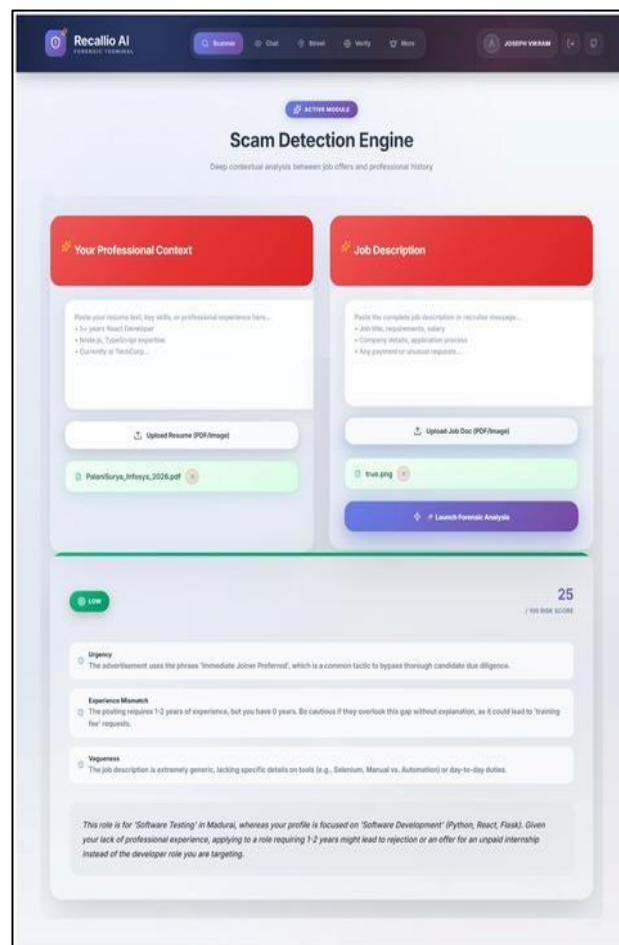 Recallio AI
FORENSIC TERMINAL
Scanner
Chat
Street
Verify
More
JOSEPH VIKRAM
ACTIVE MODULE
Scam Detection Engine
Deep contextual analysis between job offers and professional history
Your Professional Context
Paste your resume text, key skills, or professional experience here...
• 5+ years React Developer
• Node.js, TypeScript expertise
• Currently at TechCorp...
Upload Resume (PDF/Image)
PalaniSurya_Infosys_2026.pdf
Job Description
Paste the complete job description or recruiter message...
• Job title, requirements, salary
• Company details, application process
• Any payment or unusual requests...
Upload Job Doc (PDF/Image)
true.png
Launch Forensic Analysis
LOW
25
/ 100 RISK SCORE
Urgency
The advertisement uses the phrase 'Immediate Joiner Preferred', which is a common tactic to bypass thorough candidate due diligence.
Experience Mismatch
The posting requires 1-2 years of experience, but you have 0 years. Be cautious if they overlook this gap without explanation, as it could lead to 'training
fee' requests.
Vagueness
The job description is extremely generic, lacking specific details on tools (e.g., Selenium, Manual vs. Automation) or day-to-day duties.
This role is for 'Software Testing' in Madurai, whereas your profile is focused on 'Software Development' (Python, React, Flask). Given
your lack of professional experience, applying to a role requiring 1-2 years might lead to rejection or an offer for an unpaid internship
instead of the developer role you are targeting.